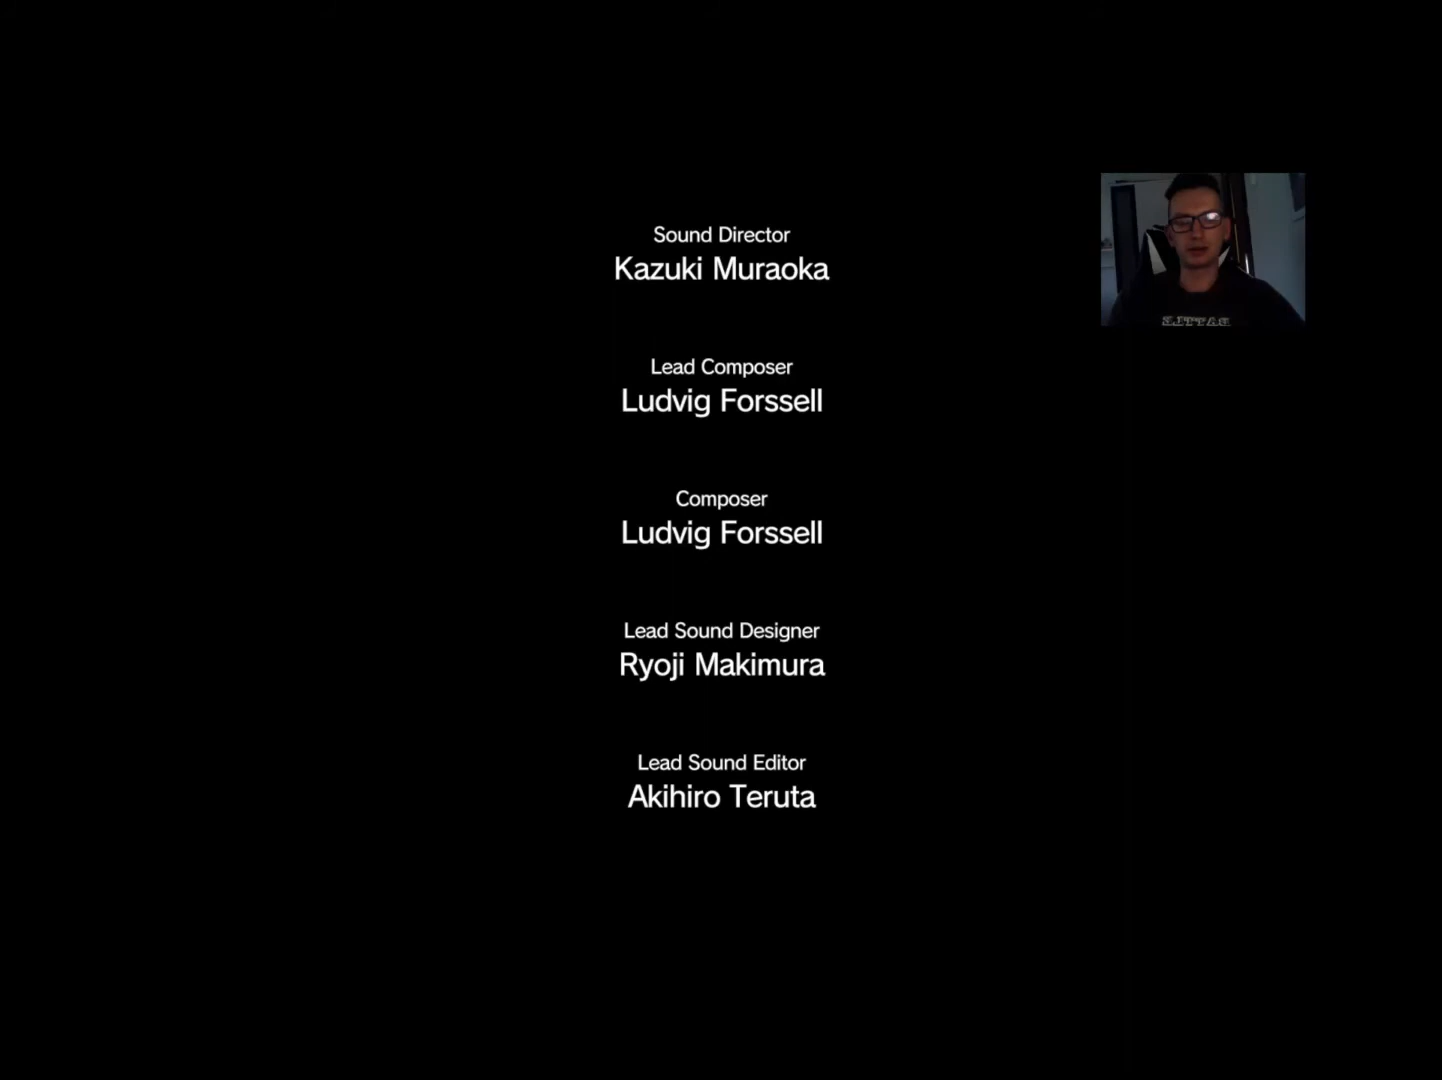 Sound Director
Kazuki Muraoka
Lead Composer
Ludvig Forssell
Composer
Ludvig Forssell
Lead Sound Designer
Ryoji Makimura
Lead Sound Editor
Akihiro Teruta
BATTLE